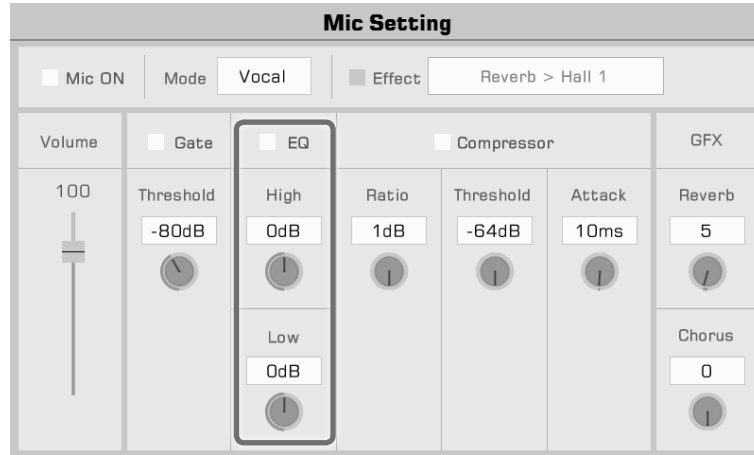 Mic Setting
Mic ON Mode Vocal Effect Reverb > Hall 1
Volume Gate EQ Compressor GFX
100 Threshold High Ratio Threshold Attack Reverb
-80dB 0dB 1dB -64dB 10ms 5
Low Chorus
0dB 0